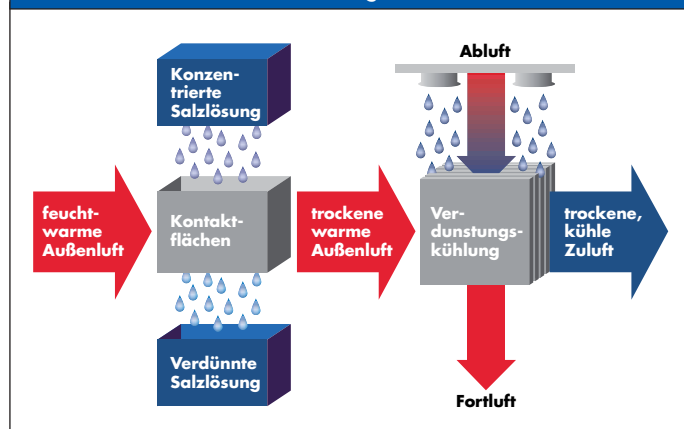 Konzen-
trierte
Salzlösung
Abluft
feucht-
warme
Außenluft
Kontakt-
flächen
trockene
warme
Außenluft
Ver-
dunstungs-
kühlung
trockene,
kühle
Zuluft
Verdünnte
Salzlösung
Fortluft